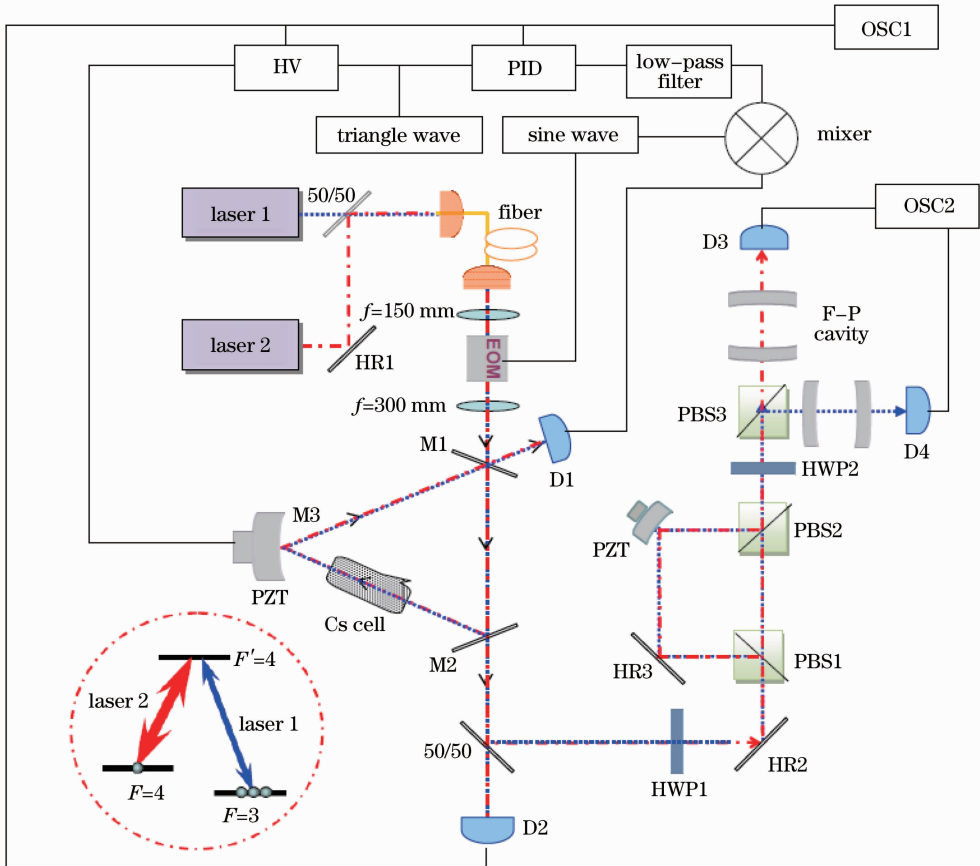 OSC1
HV
PID
low-pass
filter
triangle wave
sine wave
mixer
laser 1
50/50
fiber
OSC2
D3
f=150 mm
F-P
cavity
laser 2
HR1
EOM
f=300 mm
PBS3
D4
M1
D1
HWP2
M3
PBS2
PZT
PZT
Cs cell
M2
HR3
PBS1
F′=4
laser 2
laser 1
50/50
HWP1
HR2
F=4
F=3
D2